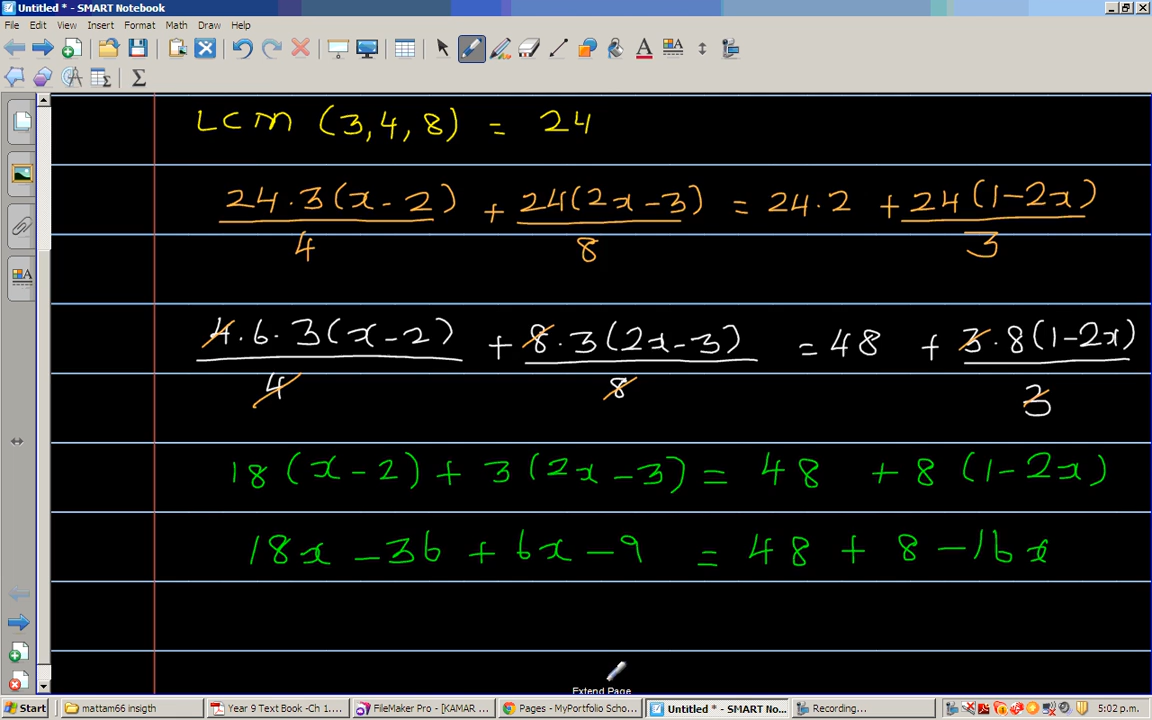 Untitled * - SMART Notebook
File Edit View Insert Format Math Draw Help
LCM (3,4,8) = 24
24.3(x-2)/4 + 24(2x-3)/8 = 24.2 + 24(1-2x)/3
4.6.3(x-2)/4 + 8.3(2x-3)/8 = 48 + 3.8(1-2x)/3
18(x-2) + 3(2x-3) = 48 + 8(1-2x)
18x - 36 + 6x - 9 = 48 + 8 - 16x
Extend Page
Start mattam66 insigth Year 9 Text Book -Ch 1.... FileMaker Pro - [KAMAR ... Pages - MyPortfolio Scho... Untitled * - SMART Not... Recording... 5:02 p.m.